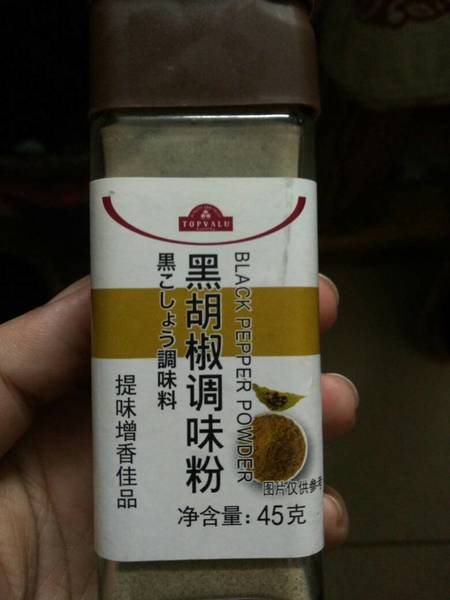 TOPVALU
BLACK PEPPER POWDER
黑胡椒调味粉
黒こしょう調味料
提味增香佳品
图片仅供参考
净含量：45克